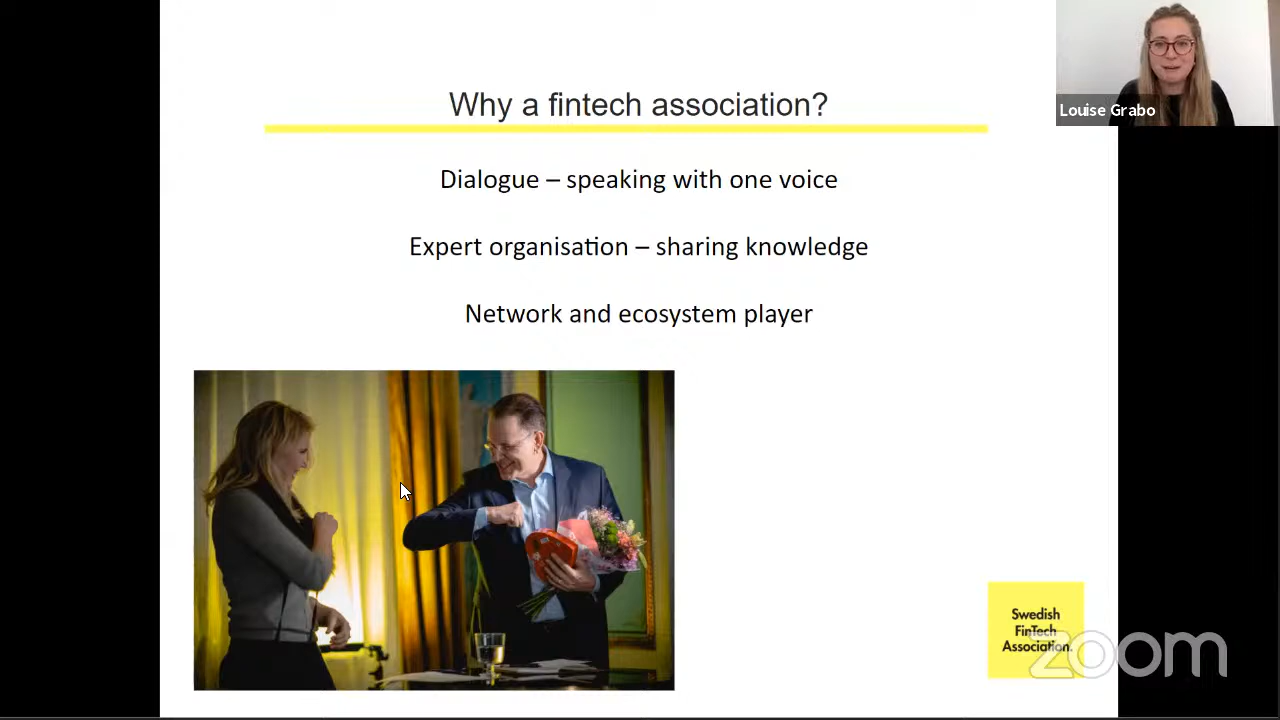 Why a fintech association?
Louise Grabo
Dialogue – speaking with one voice
Expert organisation – sharing knowledge
Network and ecosystem player
Swedish
FinTech
Association.
zoom